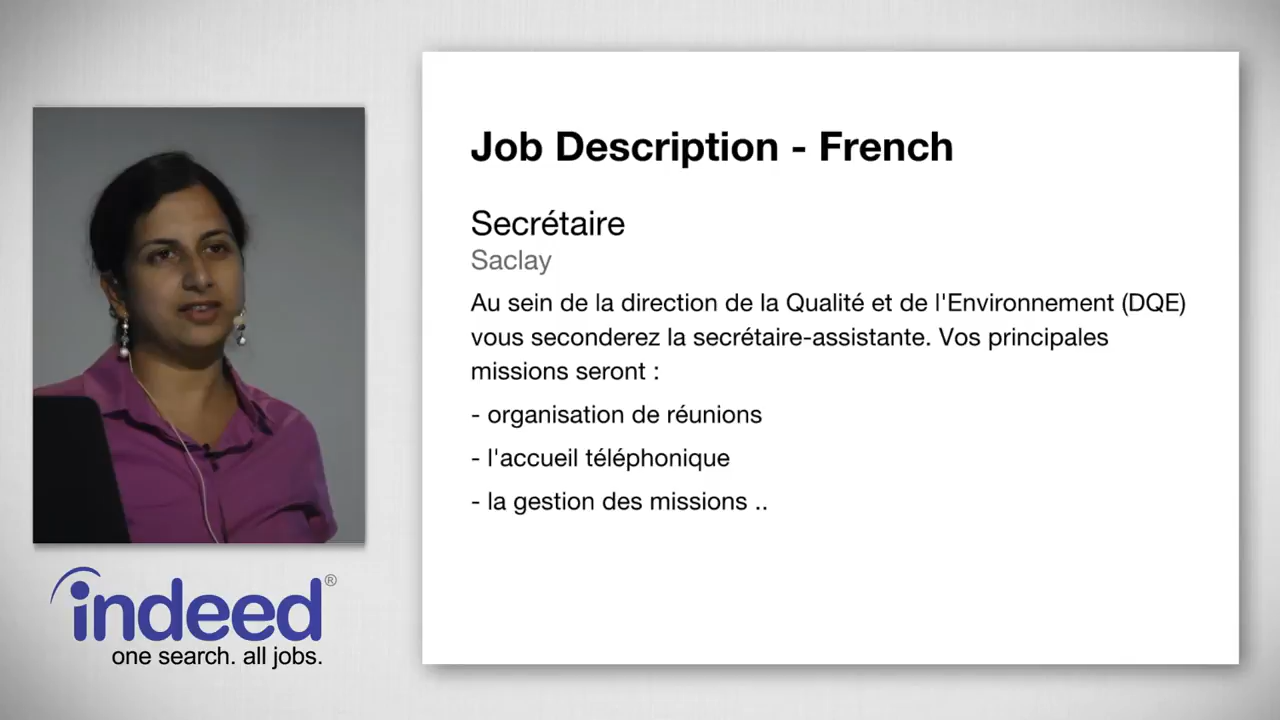 Job Description - French
Secrétaire
Saclay
Au sein de la direction de la Qualité et de l'Environnement (DQE)
vous seconderez la secrétaire-assistante. Vos principales
missions seront :
- organisation de réunions
- l'accueil téléphonique
- la gestion des missions ..
indeed®
one search. all jobs.